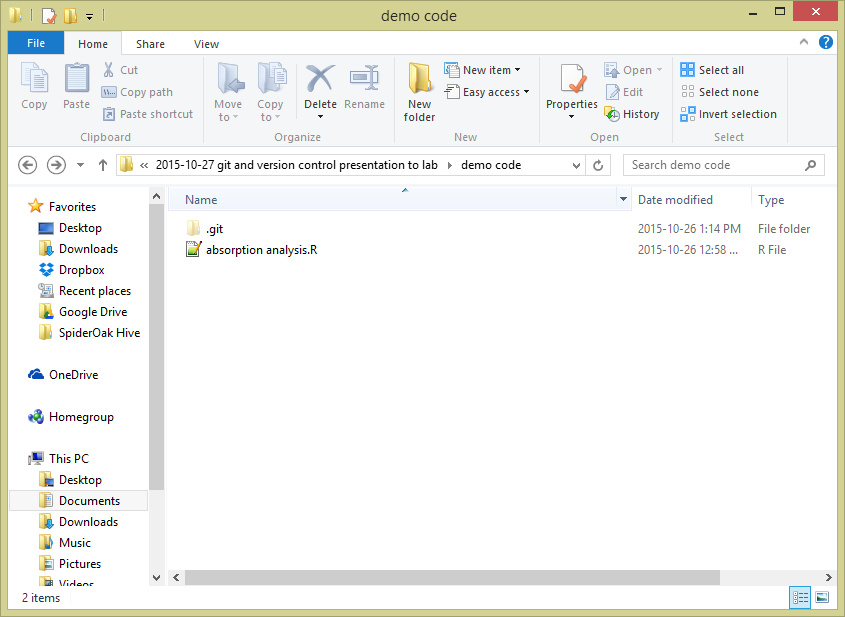 demo code
File Home Share View
Copy
Paste
Cut
Copy path
Paste shortcut
Clipboard
Move to
Copy to
Delete
Rename
Organize
New folder
New item
Easy access
New
Properties
Open
Edit
History
Open
Select all
Select none
Invert selection
Select
« 2015-10-27 git and version control presentation to lab demo code
Search demo code
Favorites
Desktop
Downloads
Dropbox
Recent places
Google Drive
SpiderOak Hive
OneDrive
Homegroup
This PC
Desktop
Documents
Downloads
Music
Pictures
Videos
Name Date modified Type
.git 2015-10-26 1:14 PM File folder
absorption analysis.R 2015-10-26 12:58 ... R File
2 items